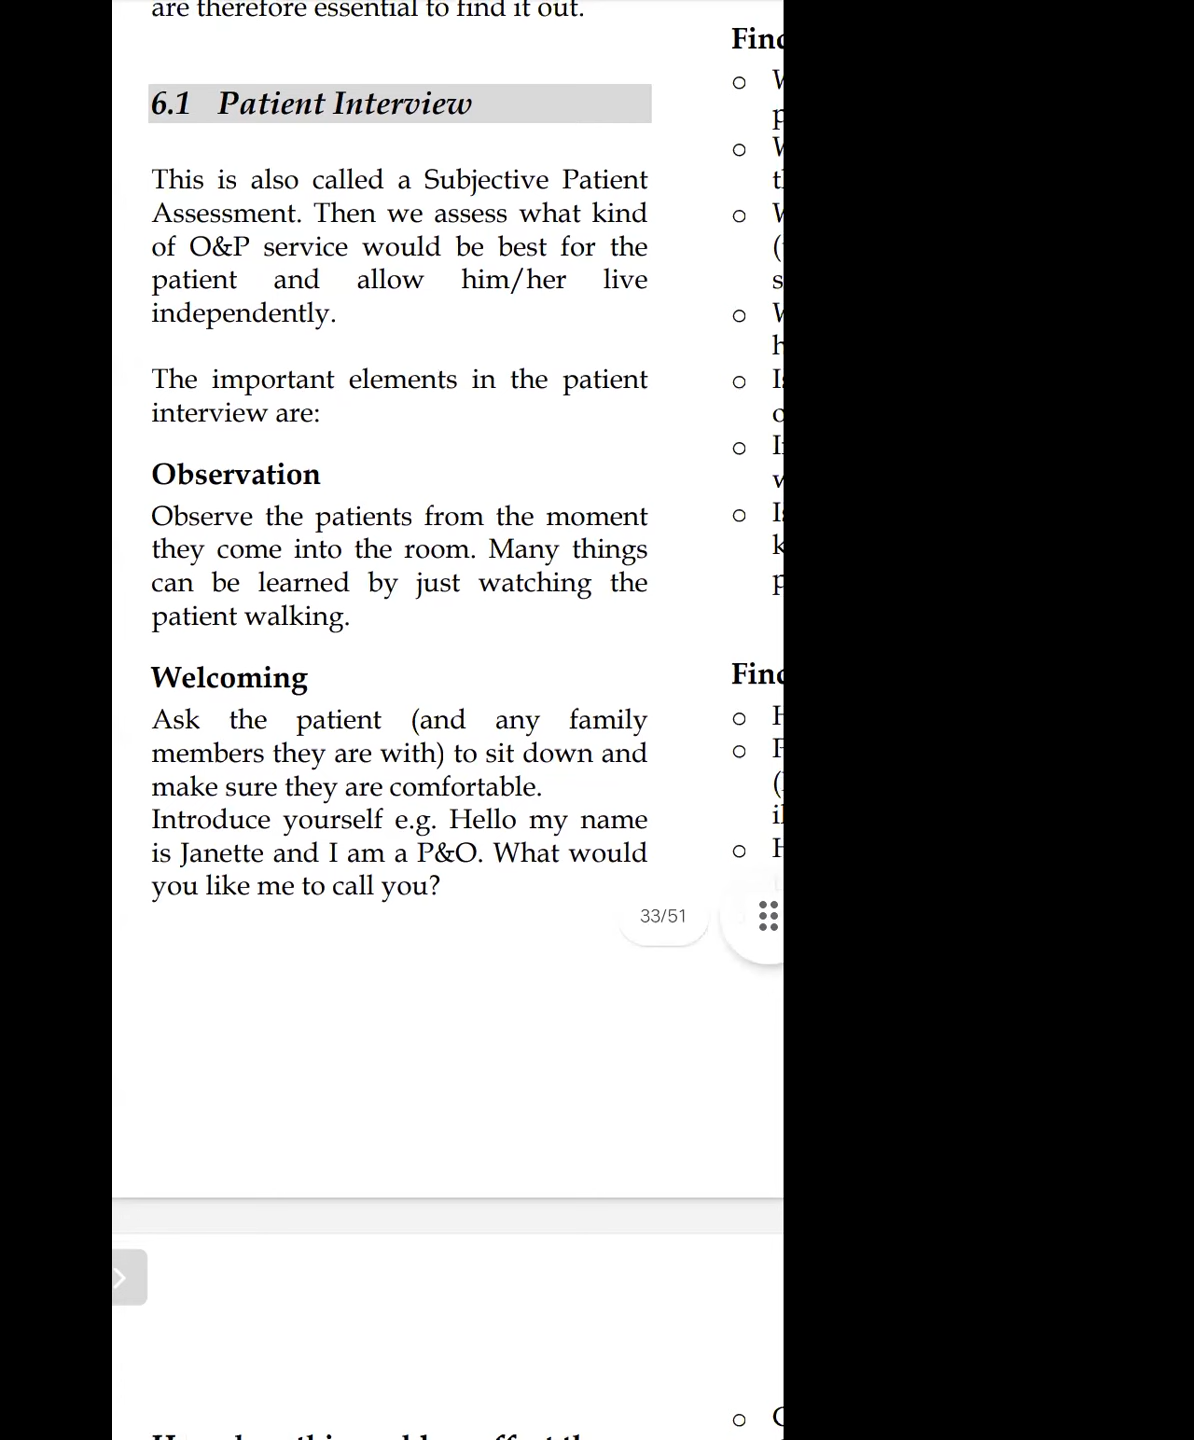 are therefore essential to find it out.
6.1 Patient Interview
This is also called a Subjective Patient
Assessment. Then we assess what kind
of O&P service would be best for the
patient and allow him/her live
independently.
The important elements in the patient
interview are:
Observation
Observe the patients from the moment
they come into the room. Many things
can be learned by just watching the
patient walking.
Welcoming
Ask the patient (and any family
members they are with) to sit down and
make sure they are comfortable.
Introduce yourself e.g. Hello my name
is Janette and I am a P&O. What would
you like me to call you?
33/51